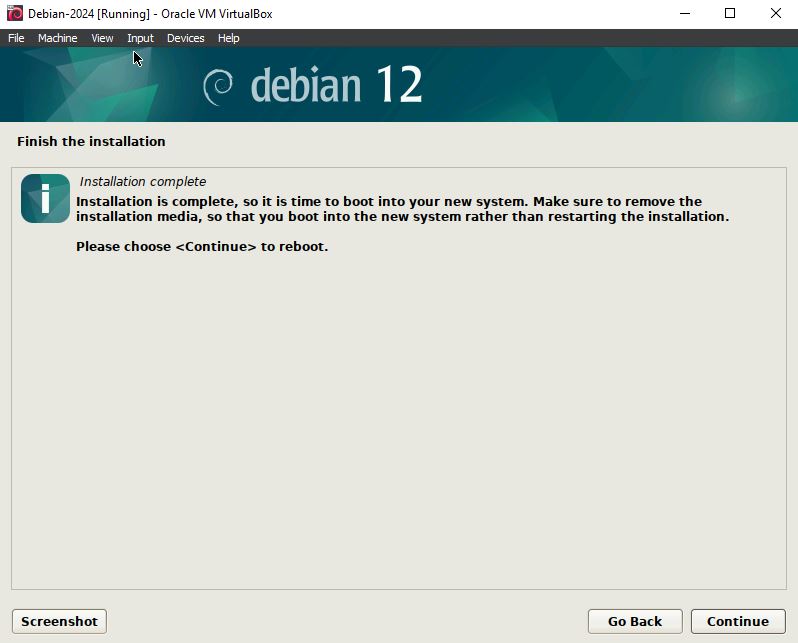 Debian-2024 [Running] - Oracle VM VirtualBox
File Machine View Input Devices Help
debian 12
Finish the installation
Installation complete
Installation is complete, so it is time to boot into your new system. Make sure to remove the
installation media, so that you boot into the new system rather than restarting the installation.
Please choose <Continue> to reboot.
Screenshot Go Back Continue